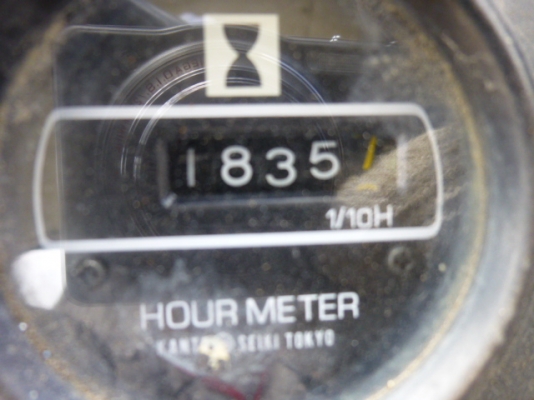 1835
1/10H
HOUR METER
SEIKI TOKYO